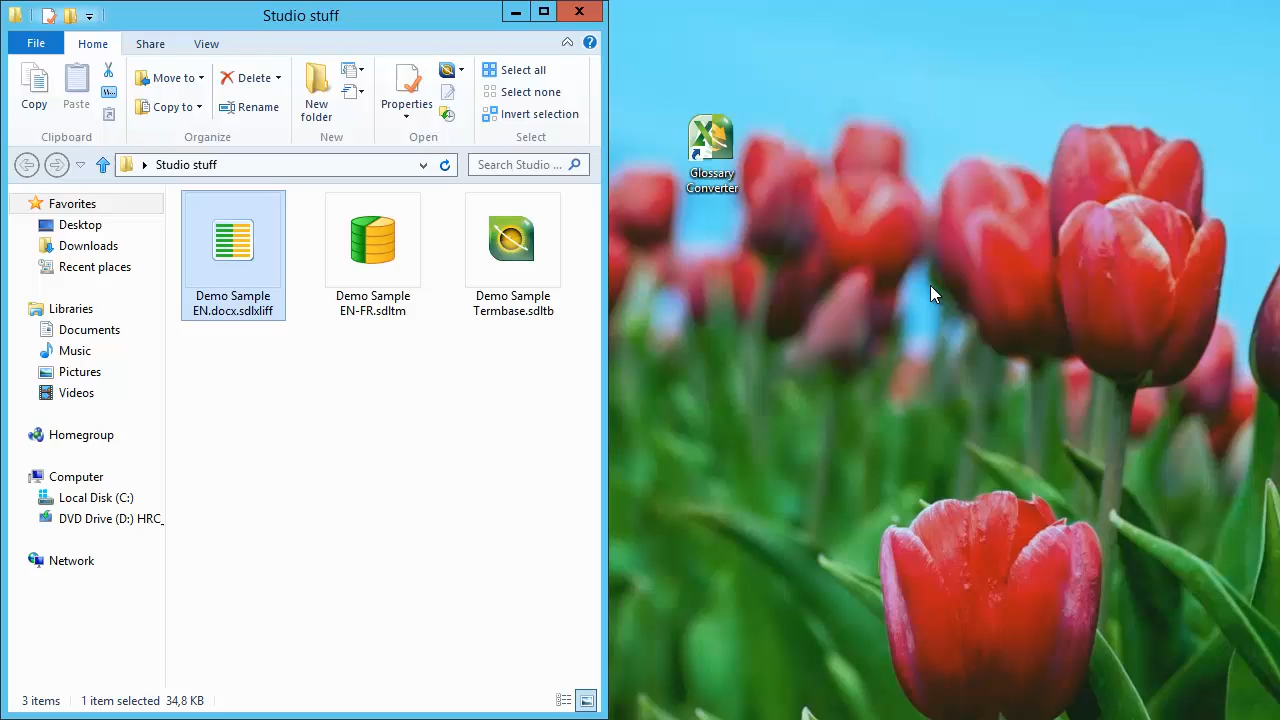 Studio stuff
File
Home
Share
View
Copy
Paste
Clipboard
Move to
Copy to
Delete
Rename
Organize
New
folder
New
Properties
Open
Select all
Select none
Invert selection
Select
Studio stuff
Search Studio ...
Favorites
Desktop
Downloads
Recent places
Libraries
Documents
Music
Pictures
Videos
Homegroup
Computer
Local Disk (C:)
DVD Drive (D:) HRC_
Network
Demo Sample
EN.docx.sdlxliff
Demo Sample
EN-FR.sdltm
Demo Sample
Termbase.sdltb
3 items
1 item selected 34,8 KB
Glossary
Converter